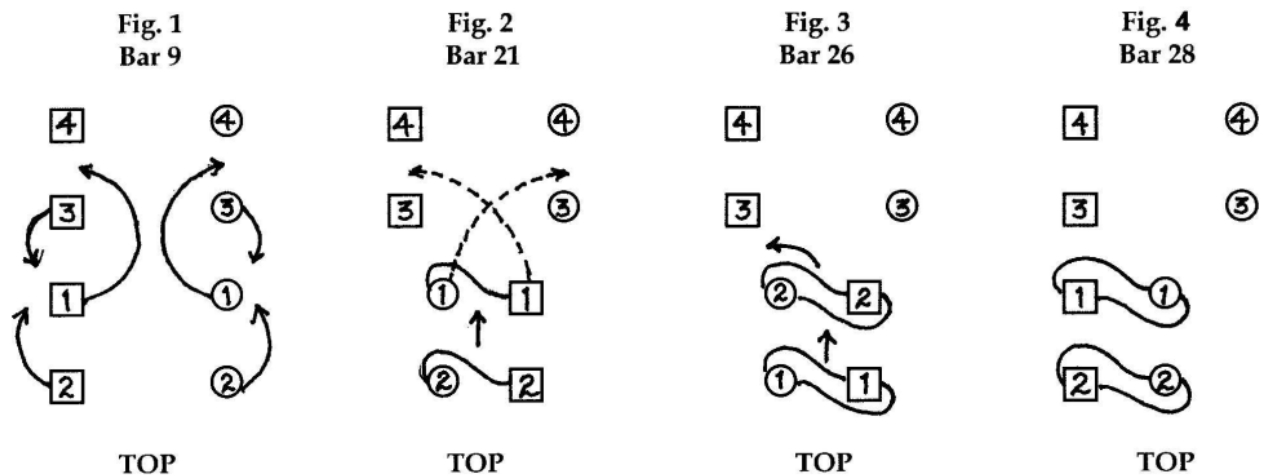 Fig. 1 Fig. 2 Fig. 3 Fig. 4
Bar 9 Bar 21 Bar 26 Bar 28
4 4 4 4 4 4 4 4
3 3 3 3 3 3 3 3
1 1 1 1 2 2 1 1
2 2 2 2 1 1 2 2
TOP TOP TOP TOP